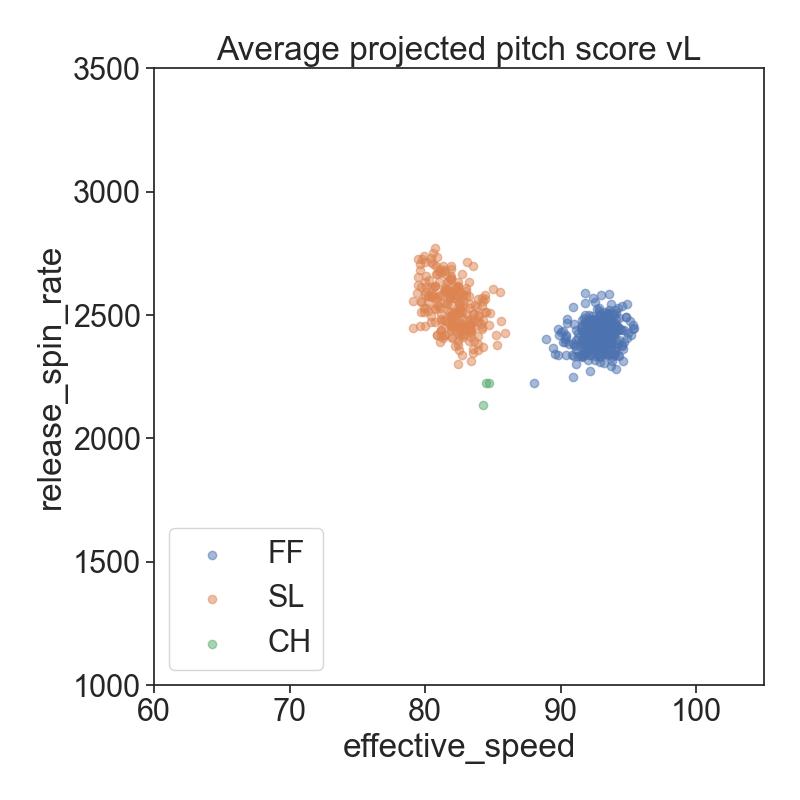 Average projected pitch score vL
3500
3000
2500
2000
1500
1000
release_spin_rate
FF
SL
CH
60 70 80 90 100
effective_speed